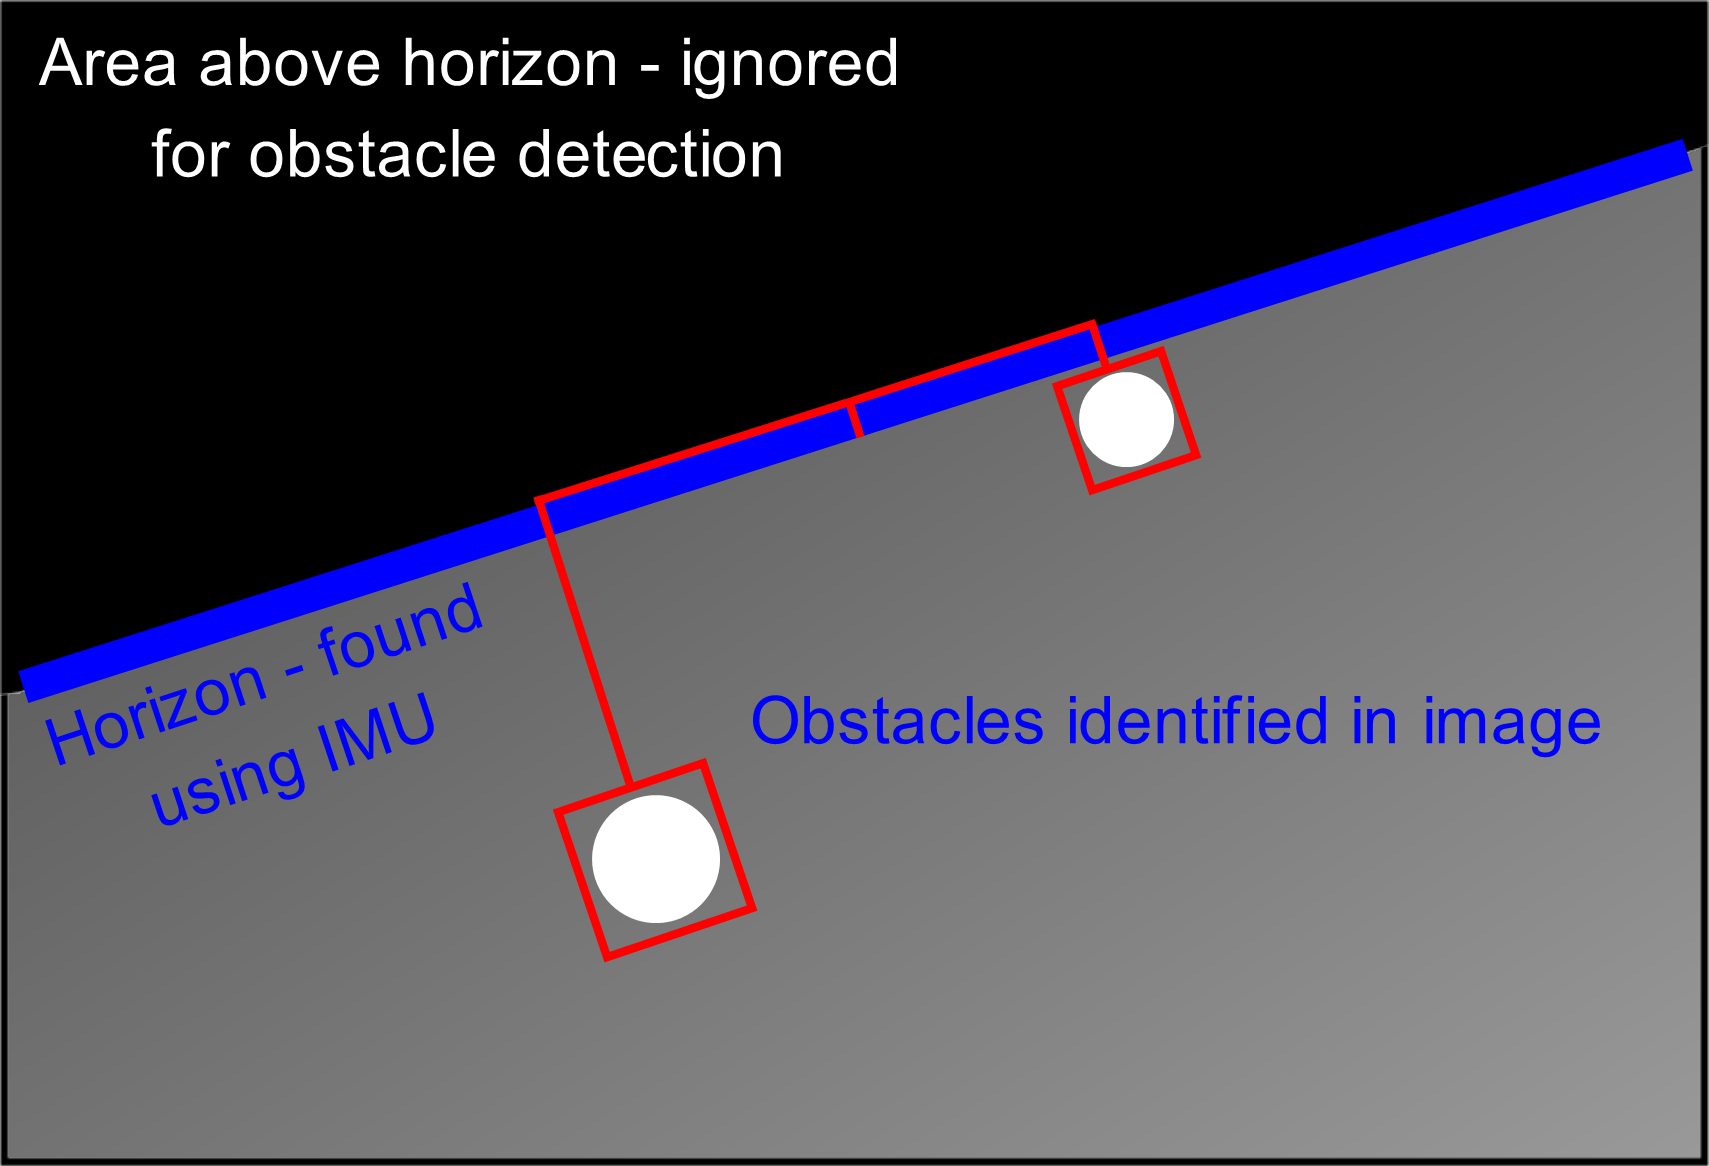 Area above horizon - ignored
for obstacle detection
Horizon - found
using IMU
Obstacles identified in image